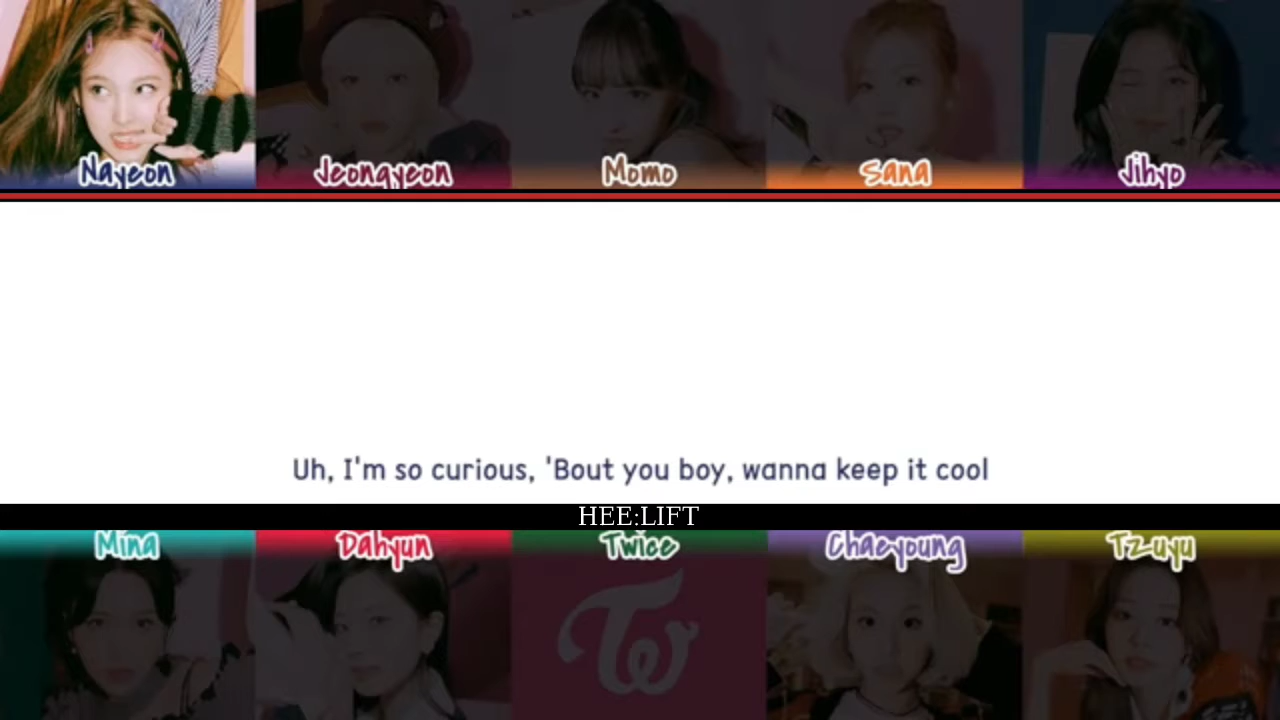 Nayeon
Jeongyeon
Momo
Sana
Jihyo
Uh, I'm so curious, 'Bout you boy, wanna keep it cool
HEE:LIFT
Mina
Dahyun
Twice
Chaeyoung
Tzuyu
TW